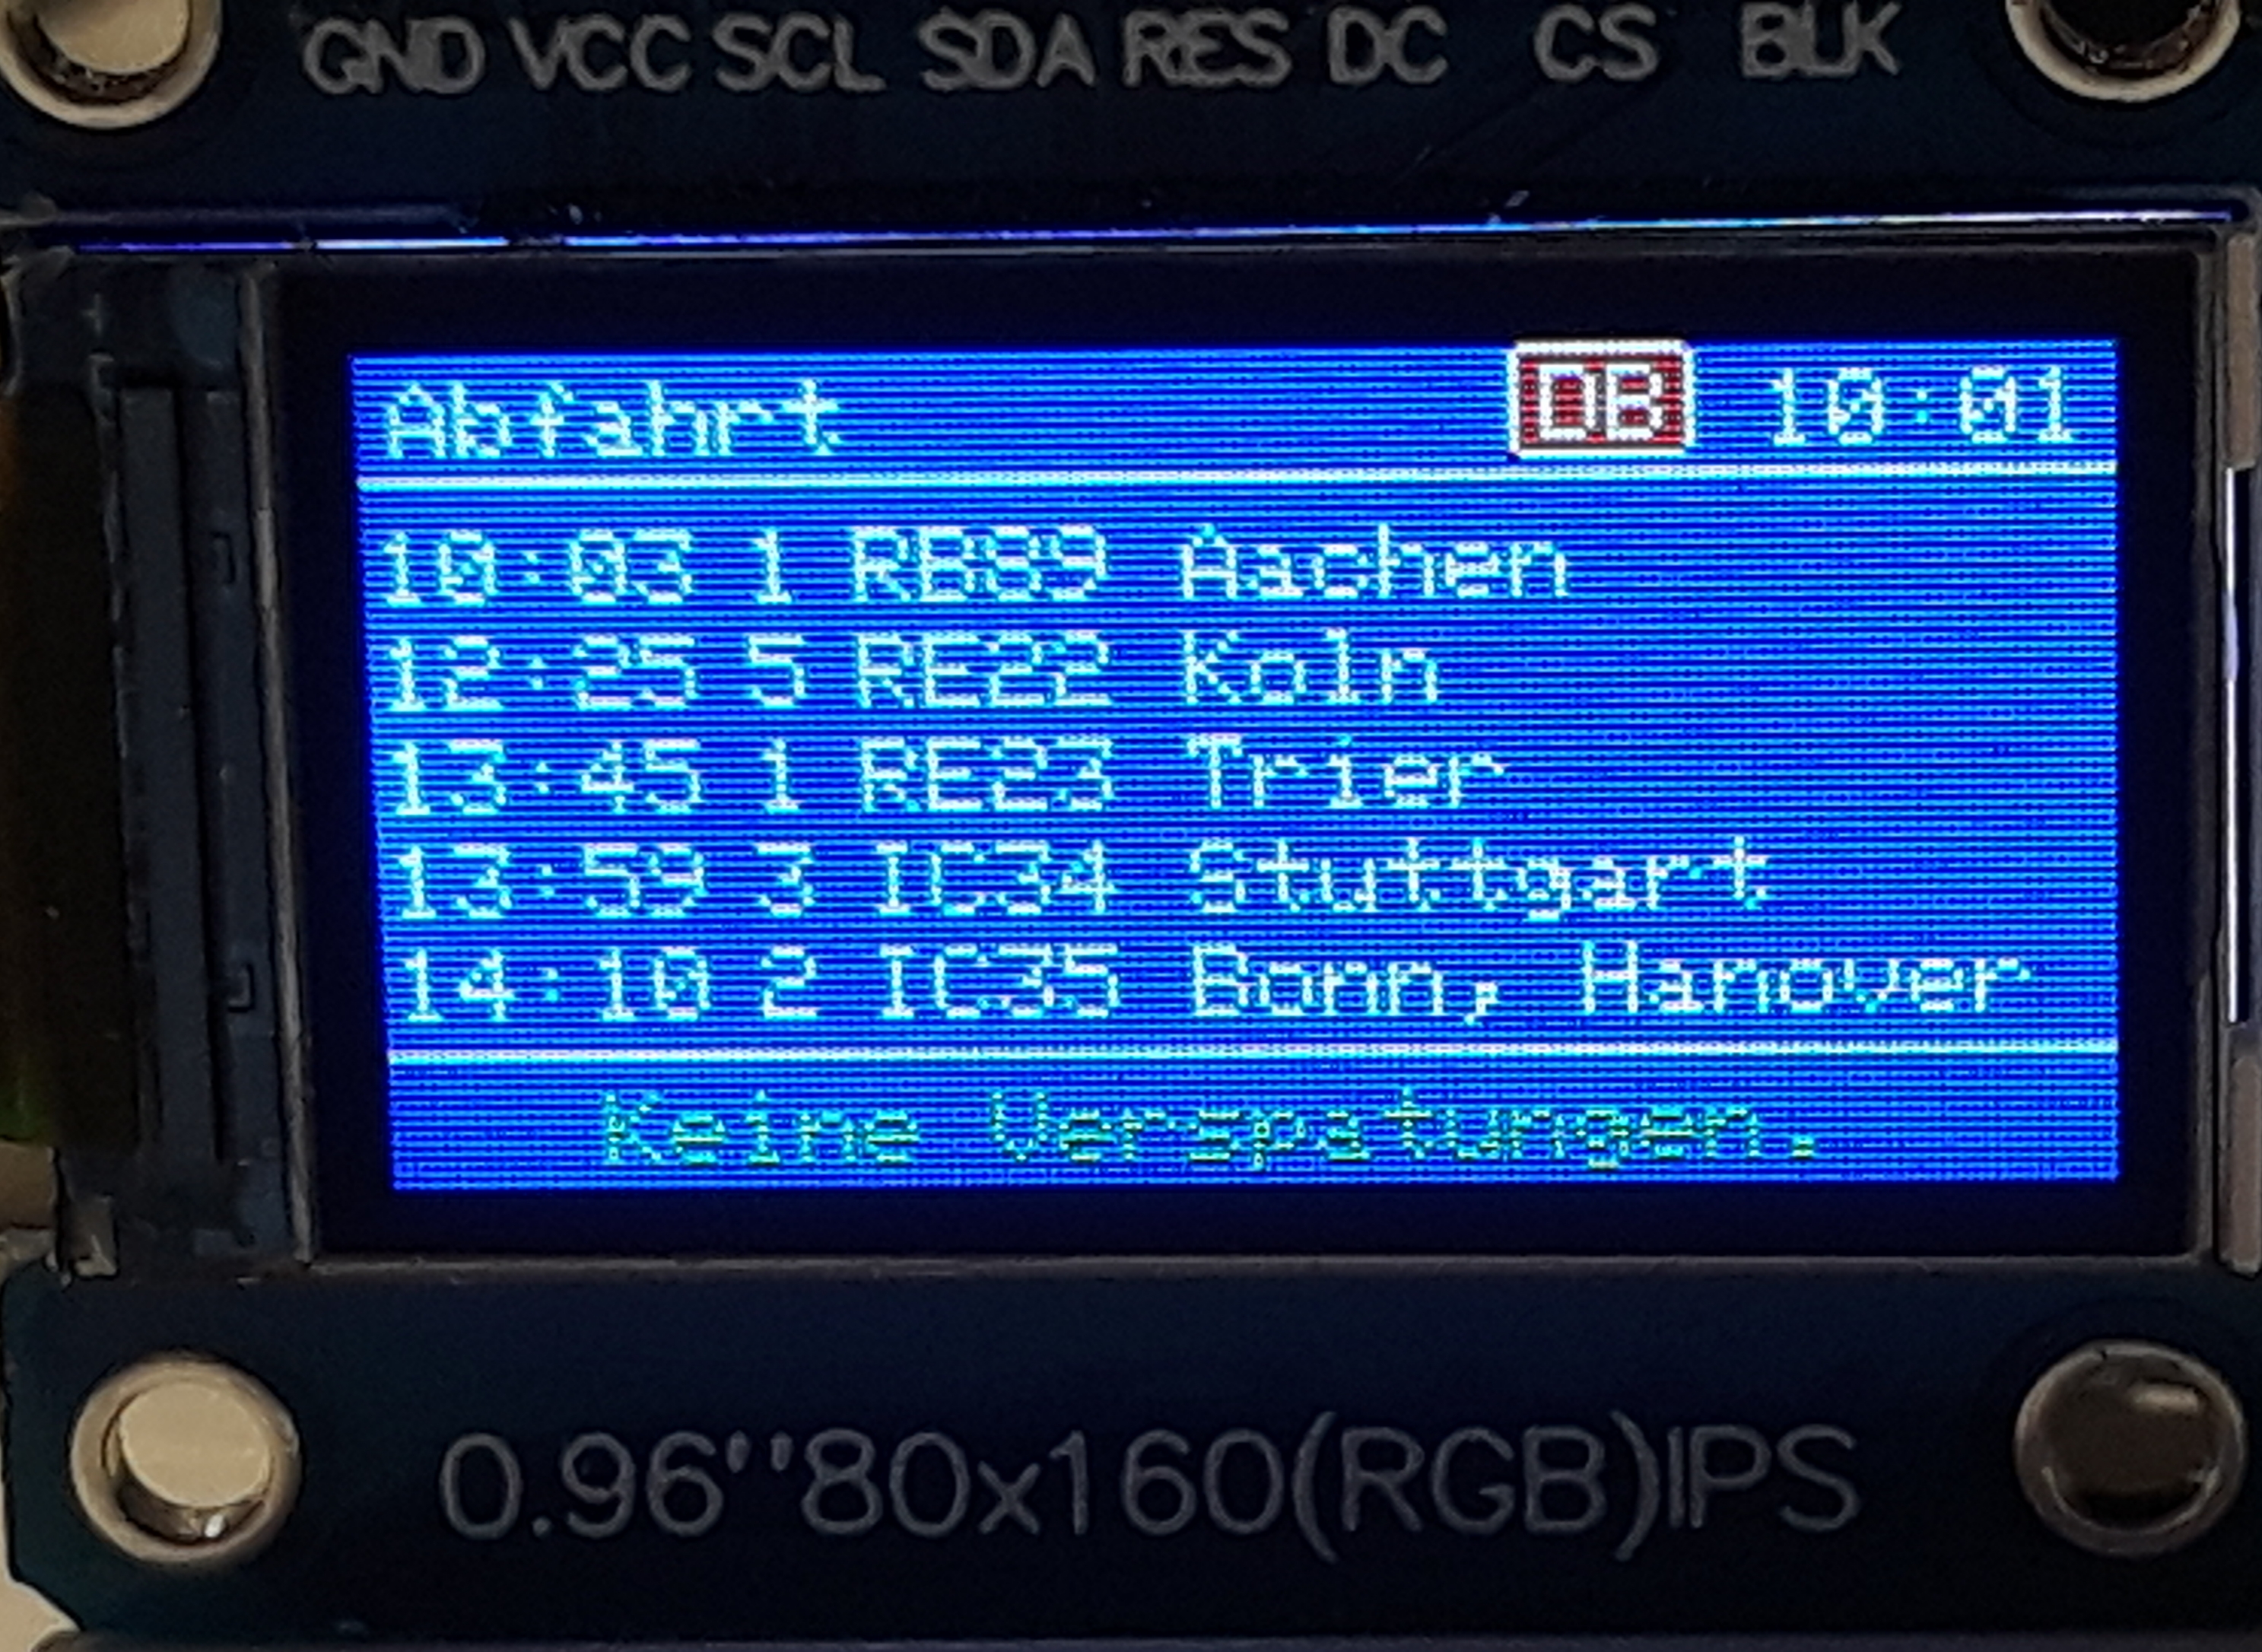 GND VCC SCL SDA RES DC CS BLK
Abfahrt DB 10:01
10:03 1 RB89 Aachen
12:25 5 RE22 Koln
13:45 1 RE23 Trier
13:59 3 IC34 Stuttgart
14:10 2 IC35 Bonn, Hanover
Keine Verspatungen.
0.96"80x160(RGB)IPS